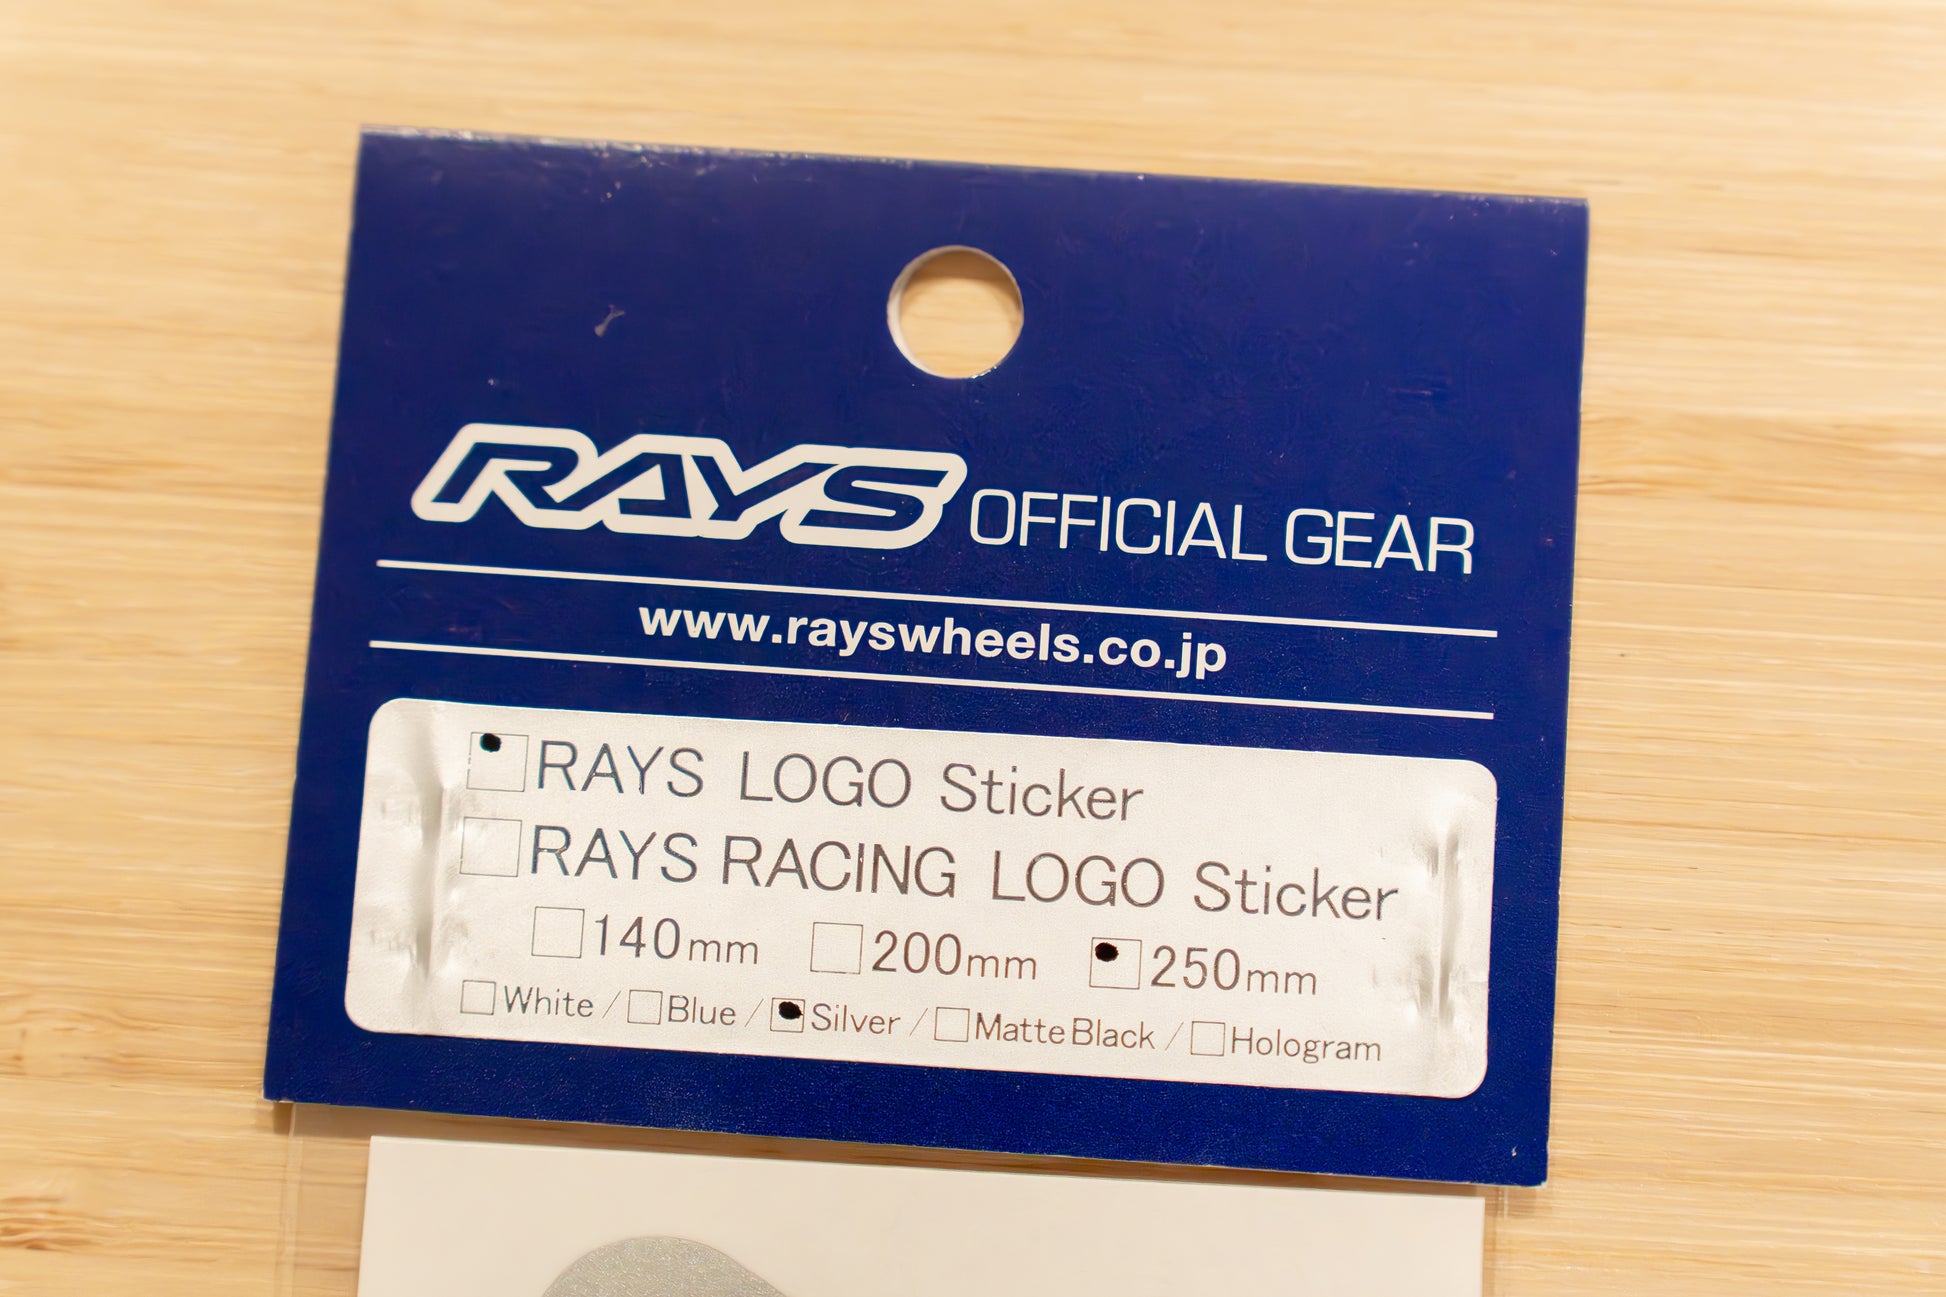 RAYS OFFICIAL GEAR
www.rayswheels.co.jp
RAYS LOGO Sticker
RAYS RACING LOGO Sticker
140mm 200mm 250mm
White / Blue / Silver / Matte Black / Hologram